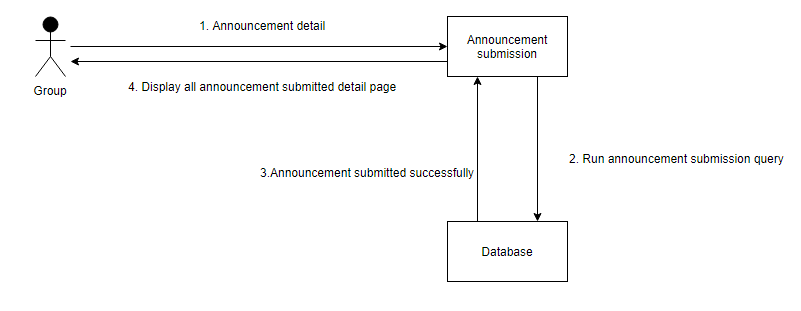 1. Announcement detail
Announcement
submission
Group
4. Display all announcement submitted detail page
2. Run announcement submission query
3.Announcement submitted successfully
Database